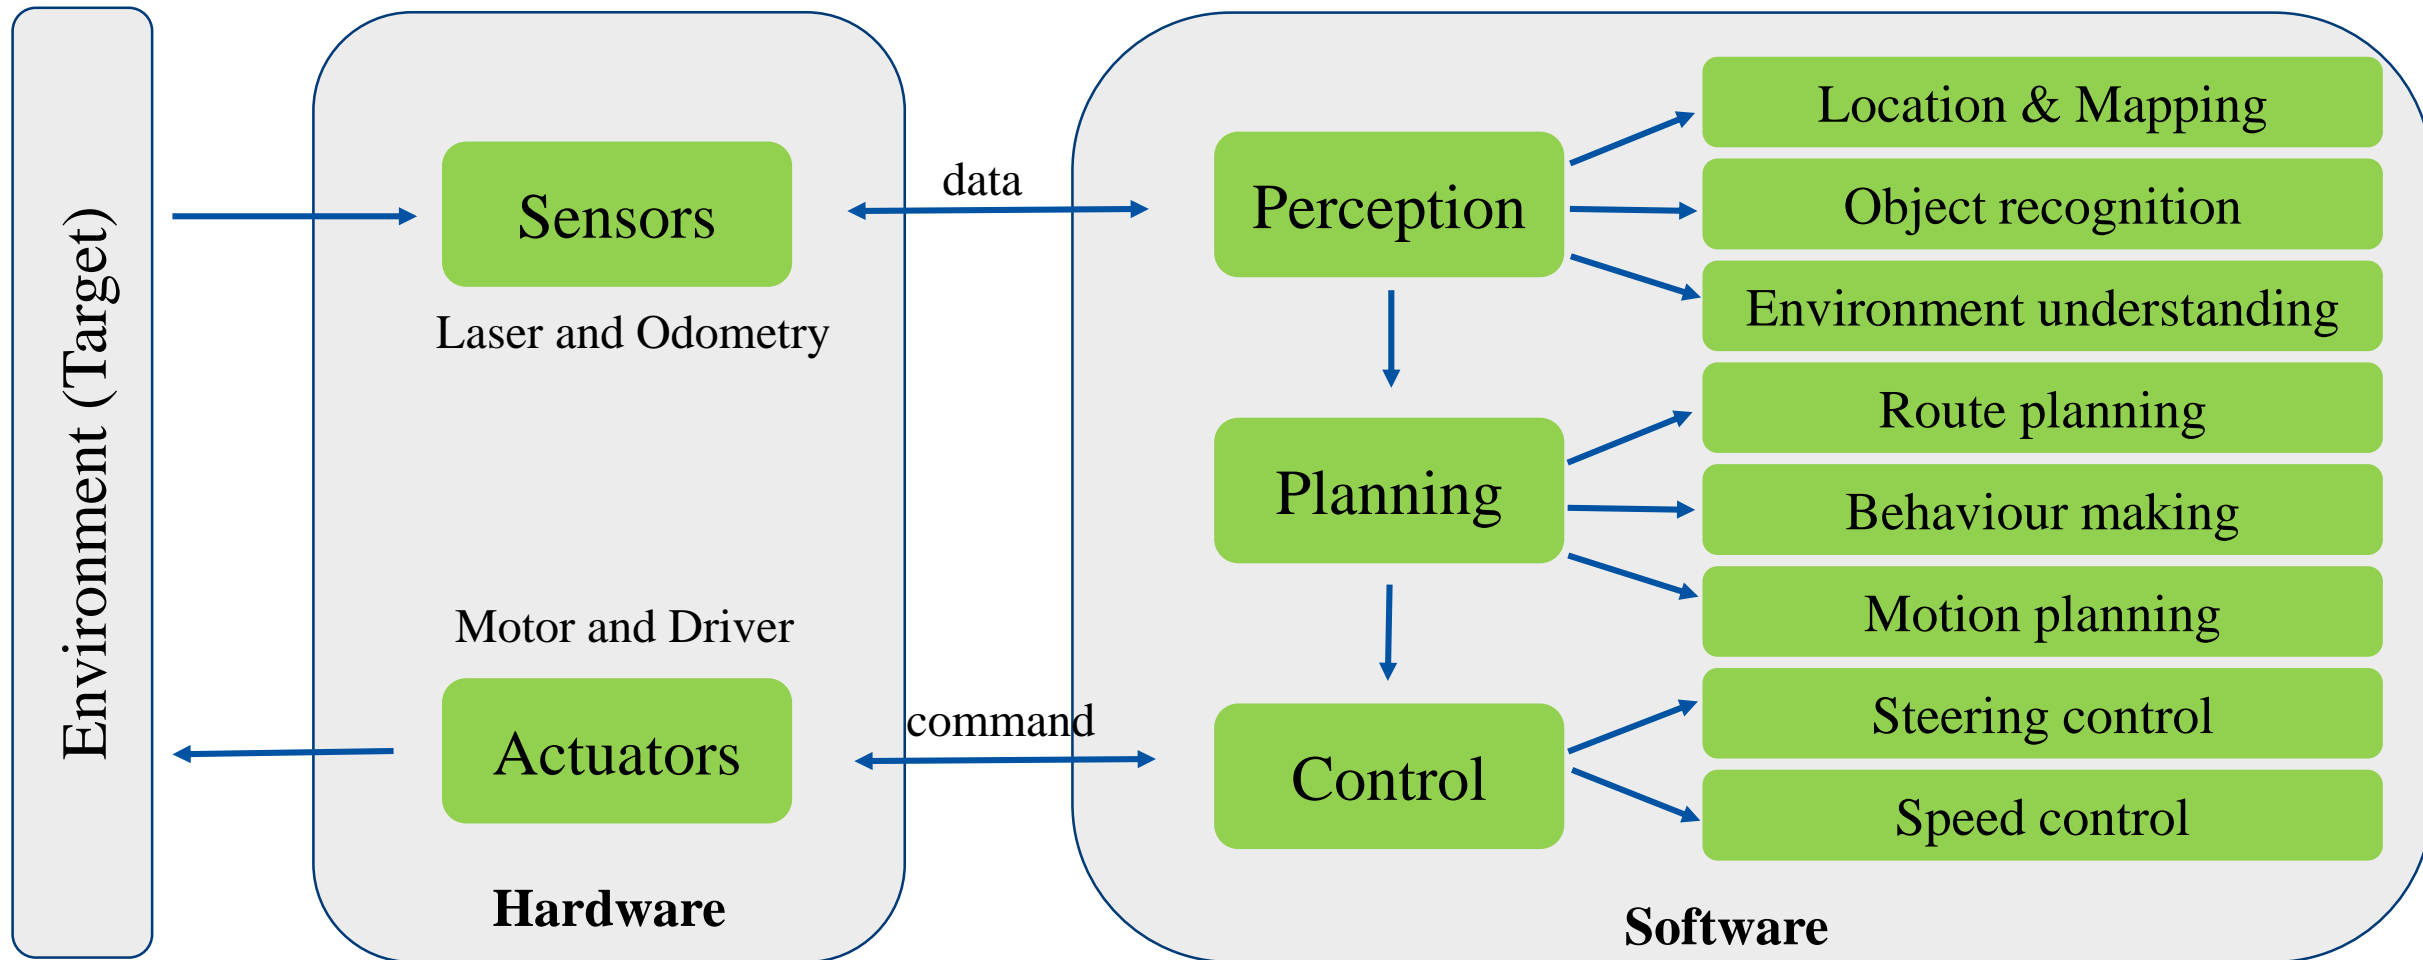 Environment (Target)
Sensors
Laser and Odometry
Motor and Driver
Actuators
Hardware
data
command
Perception
Planning
Control
Location & Mapping
Object recognition
Environment understanding
Route planning
Behaviour making
Motion planning
Steering control
Speed control
Software